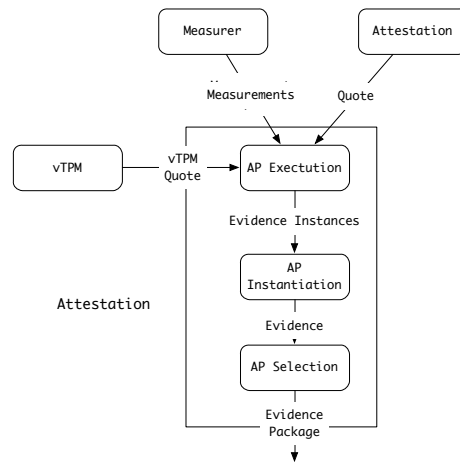 Measurer
Attestation
Measurements
Quote
vTPM
vTPM
Quote
AP Exectution
Evidence Instances
AP
Instantiation
Attestation
Evidence
AP Selection
Evidence
Package